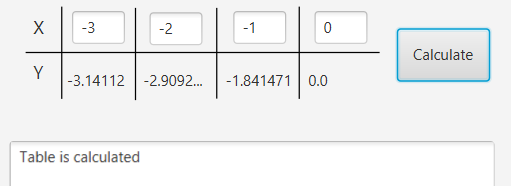 X -3 -2 -1 0
Calculate
Y -3.14112 -2.9092... -1.841471 0.0
Table is calculated